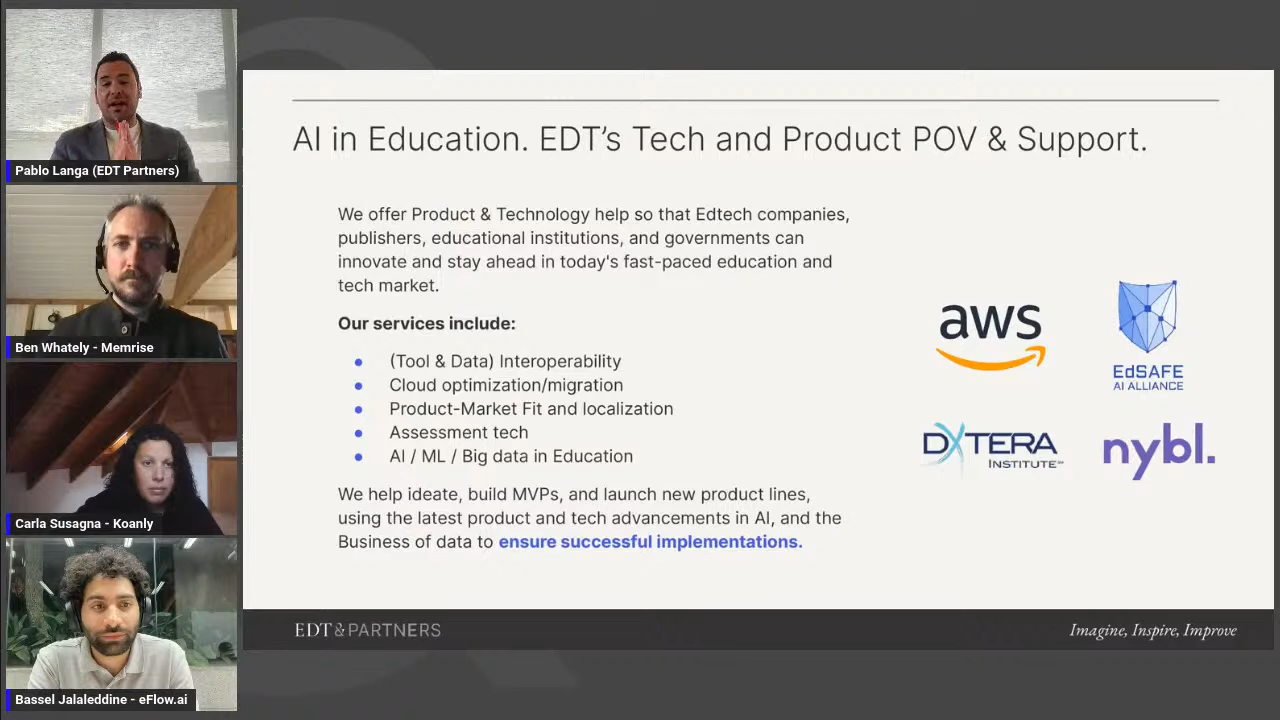 Pablo Langa (EDT Partners)
Ben Whately - Memrise
Carla Susagna - Koanly
Bassel Jalaleddine - eFlow.ai
AI in Education. EDT’s Tech and Product POV & Support.
We offer Product & Technology help so that Edtech companies,
publishers, educational institutions, and governments can
innovate and stay ahead in today's fast-paced education and
tech market.
Our services include:
● (Tool & Data) Interoperability
● Cloud optimization/migration
● Product-Market Fit and localization
● Assessment tech
● AI / ML / Big data in Education
We help ideate, build MVPs, and launch new product lines,
using the latest product and tech advancements in AI, and the
Business of data to ensure successful implementations.
aws
EdSAFE
AI ALLIANCE
DXTERA
INSTITUTE
nybl.
EDT&PARTNERS
Imagine, Inspire, Improve